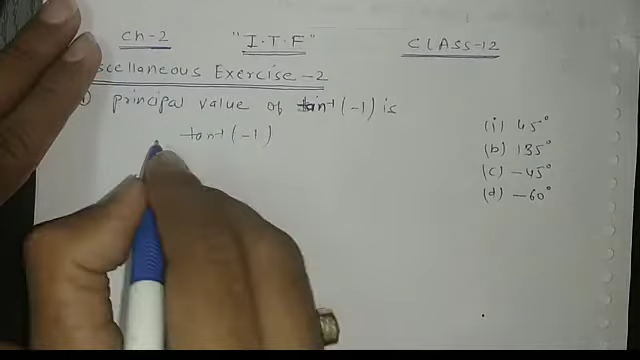 Ch-2 "I.T.F" CLASS-12
scellaneous Exercise-2
principal value of tan-1 (-1) is
tan-1 (-1)
(i) 45°
(b) 135°
(c) -45°
(d) -60°